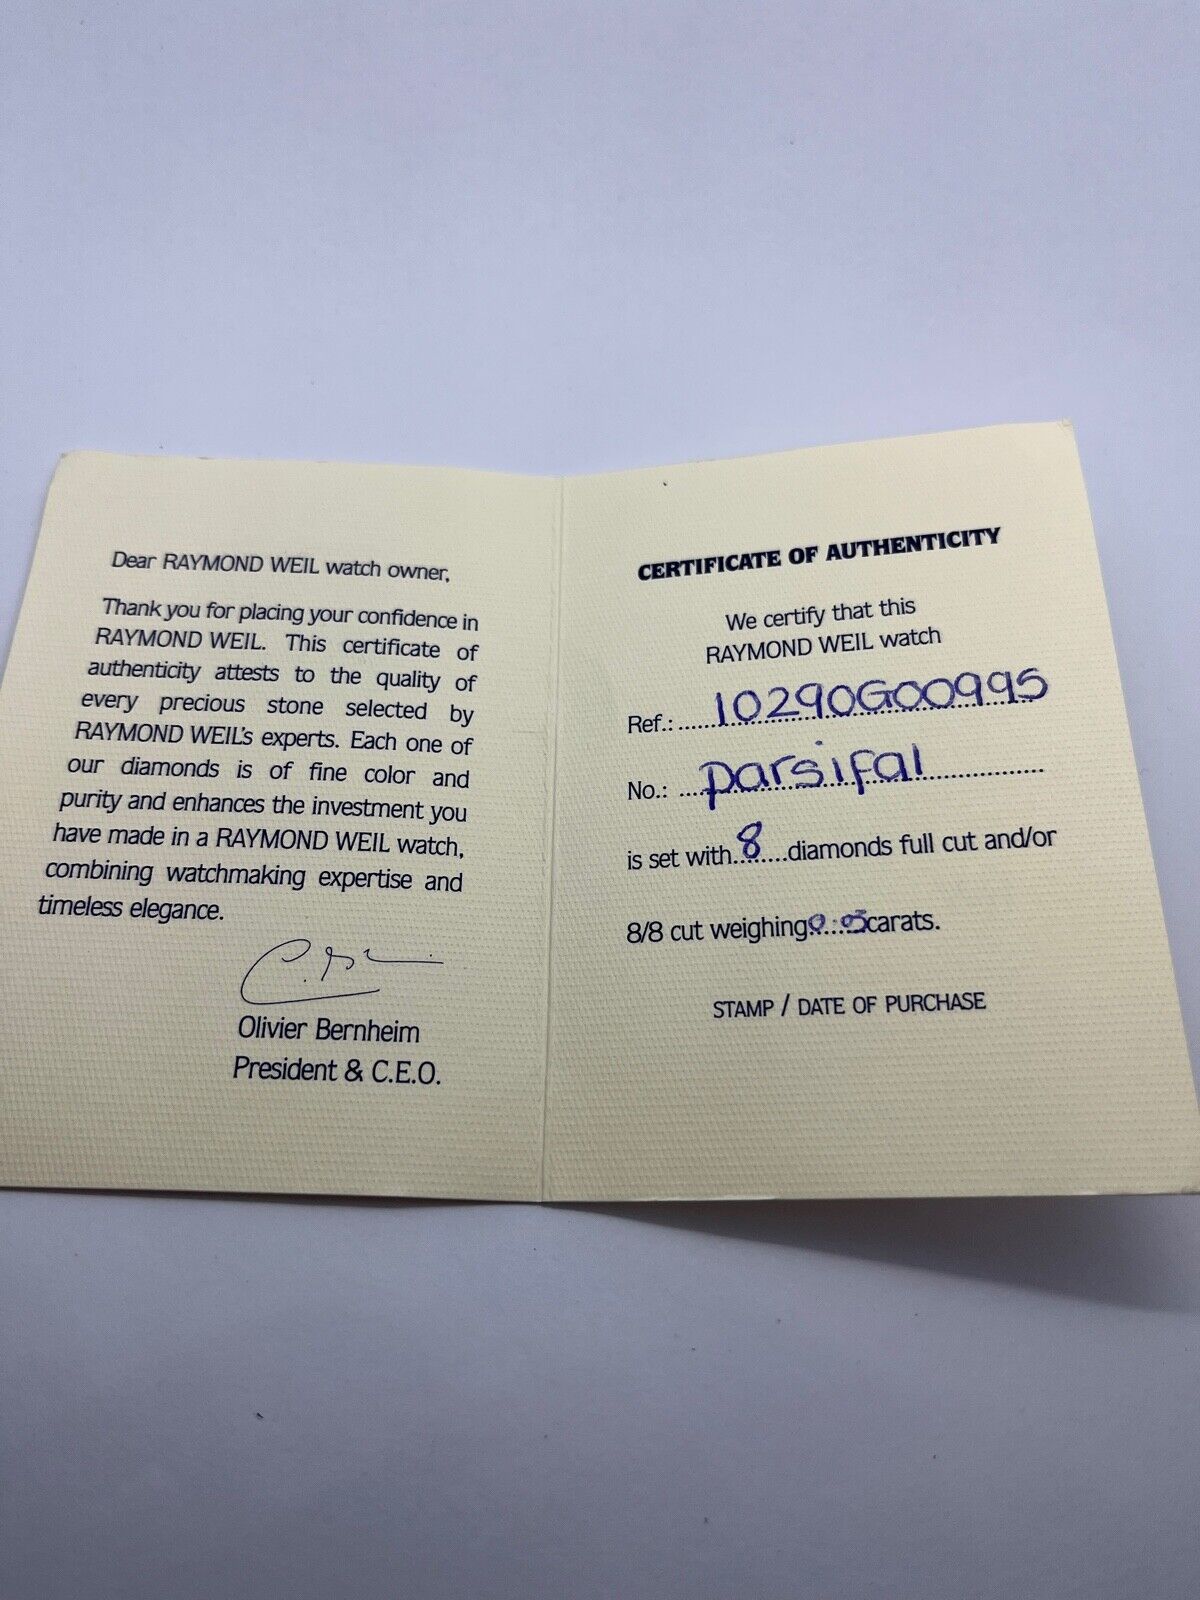 Dear RAYMOND WEIL watch owner,
Thank you for placing your confidence in
RAYMOND WEIL. This certificate of
authenticity attests to the quality of
every precious stone selected by
RAYMOND WEIL's experts. Each one of
our diamonds is of fine color and
purity and enhances the investment you
have made in a RAYMOND WEIL watch,
combining watchmaking expertise and
timeless elegance.
Olivier Bernheim
President & C.E.O.
CERTIFICATE OF AUTHENTICITY
We certify that this
RAYMOND WEIL watch
Ref.: 10290G00995
No.: parsifal
is set with 8 diamonds full cut and/or
8/8 cut weighing 0.05 carats.
STAMP / DATE OF PURCHASE